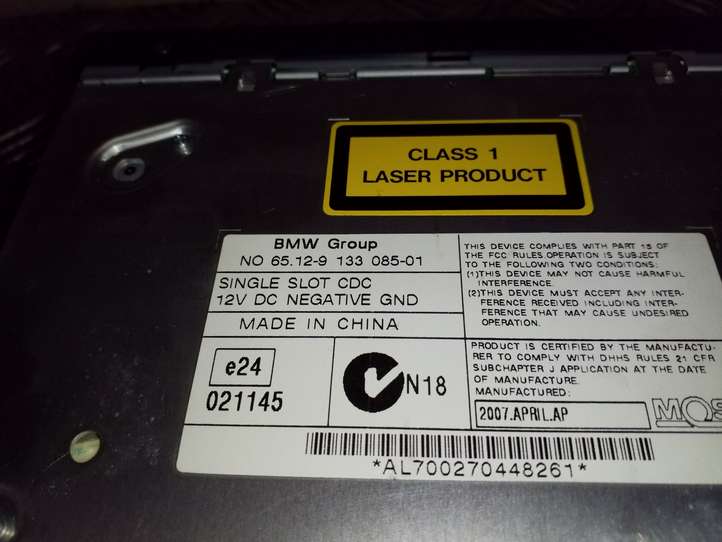 CLASS 1
LASER PRODUCT
BMW Group
NO 65.12-9 133 085-01
SINGLE SLOT CDC
12V DC NEGATIVE GND
MADE IN CHINA
e24
021145
N18
THIS DEVICE COMPLIES WITH PART 15 OF
THE FCC RULES.OPERATION IS SUBJECT
TO THE FOLLOWING TWO CONDITIONS:
(1)THIS DEVICE MAY NOT CAUSE HARMFUL
INTERFERENCE.
(2)THIS DEVICE MUST ACCEPT ANY INTER-
FERENCE RECEIVED INCLUDING INTER-
FERENCE THAT MAY CAUSE UNDESIRED
OPERATION.
PRODUCT IS CERTIFIED BY THE MANUFACTU-
RER TO COMPLY WITH DHHS RULES 21 CFR
SUBCHAPTER J APPLICATION AT THE DATE
OF MANUFACTURE.
MANUFACTURED:
2007.APRIL.AP
MOS
*AL700270448261*